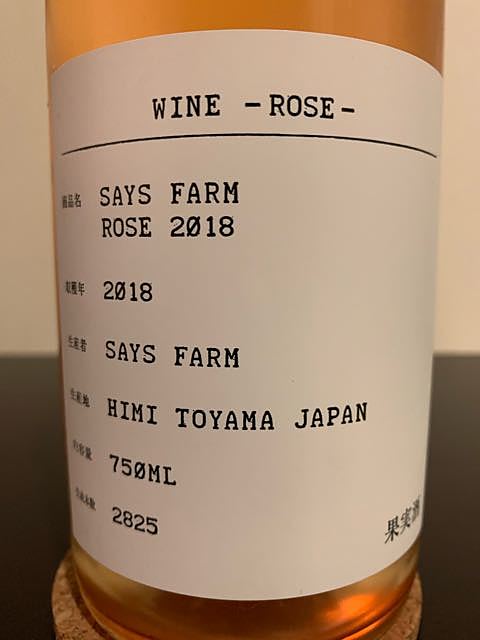 WINE -ROSE-
商品名 SAYS FARM
ROSE 2018
収穫年 2018
生産者 SAYS FARM
生産地 HIMI TOYAMA JAPAN
内容量 750ML
生産本数 2825
果実酒